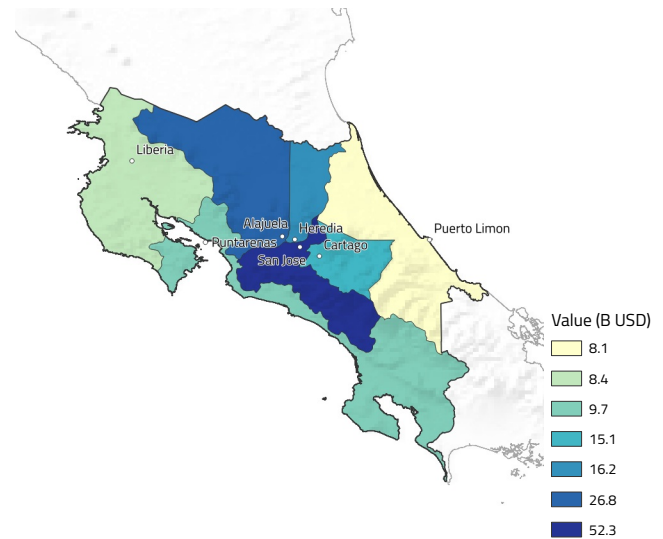 Liberia
Alajuela
Heredia
Puerto Limon
Puntarenas
Cartago
San Jose
Value (B USD)
8.1
8.4
9.7
15.1
16.2
26.8
52.3